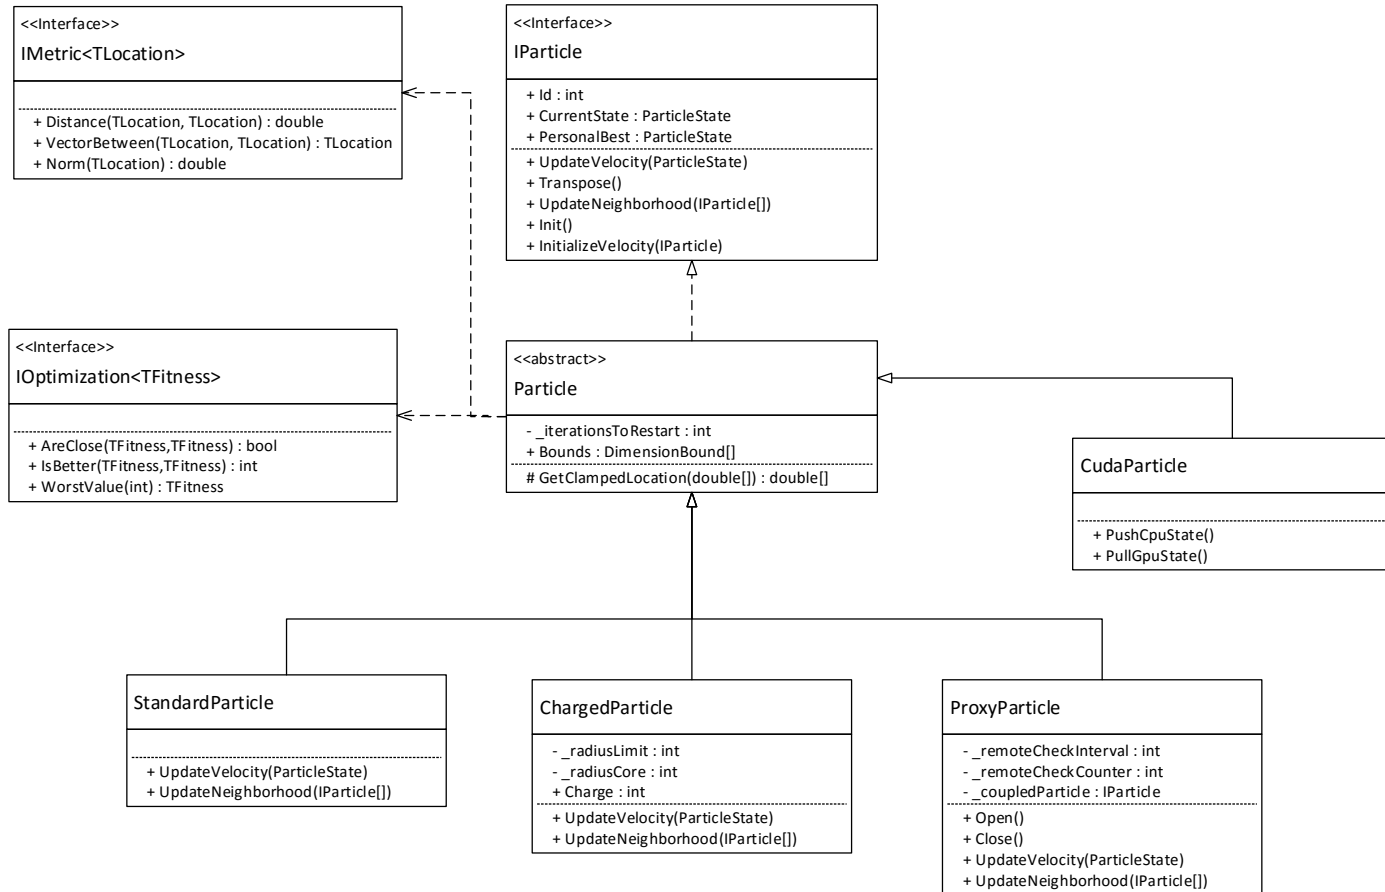 <<Interface>>
IMetric<TLocation>
+ Distance(TLocation, TLocation) : double
+ VectorBetween(TLocation, TLocation) : TLocation
+ Norm(TLocation) : double
<<Interface>>
IParticle
+ Id : int
+ CurrentState : ParticleState
+ PersonalBest : ParticleState
+ UpdateVelocity(ParticleState)
+ Transpose()
+ UpdateNeighborhood(IParticle[])
+ Init()
+ InitializeVelocity(IParticle)
<<Interface>>
IOptimization<TFitness>
+ AreClose(TFitness,TFitness) : bool
+ IsBetter(TFitness,TFitness) : int
+ WorstValue(int) : TFitness
<<abstract>>
Particle
- _iterationsToRestart : int
+ Bounds : DimensionBound[]
# GetClampedLocation(double[]) : double[]
CudaParticle
+ PushCpuState()
+ PullGpuState()
StandardParticle
+ UpdateVelocity(ParticleState)
+ UpdateNeighborhood(IParticle[])
ChargedParticle
- _radiusLimit : int
- _radiusCore : int
+ Charge : int
+ UpdateVelocity(ParticleState)
+ UpdateNeighborhood(IParticle[])
ProxyParticle
- _remoteCheckInterval : int
- _remoteCheckCounter : int
- _coupledParticle : IParticle
+ Open()
+ Close()
+ UpdateVelocity(ParticleState)
+ UpdateNeighborhood(IParticle[])